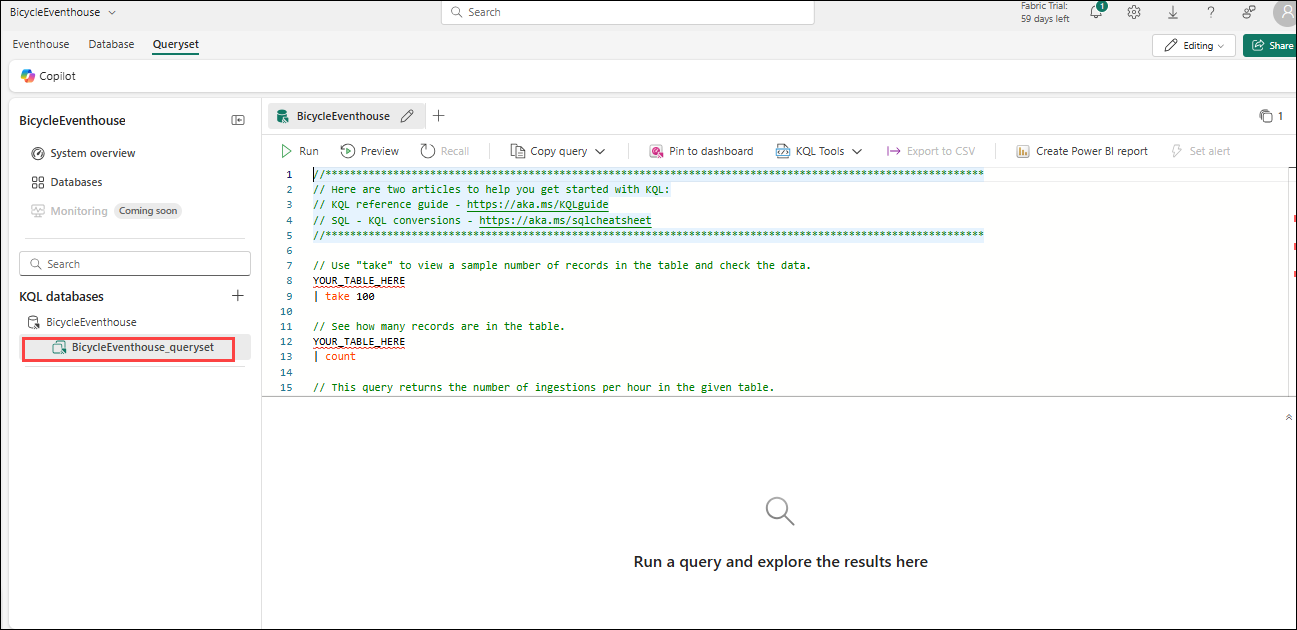 BicycleEventhouse
Search
Fabric Trial:
59 days left
1
Eventhouse Database Queryset
Editing
Share
Copilot
BicycleEventhouse
System overview
Databases
Monitoring Coming soon
Search
KQL databases
BicycleEventhouse
BicycleEventhouse_queryset
BicycleEventhouse
1
Run Preview Recall Copy query Pin to dashboard KQL Tools Export to CSV Create Power BI report Set alert
1 //***********************************************************************************************************
2 // Here are two articles to help you get started with KQL:
3 // KQL reference guide - https://aka.ms/KQLguide
4 // SQL - KQL conversions - https://aka.ms/sqlcheatsheet
5 //***********************************************************************************************************
6
7 // Use "take" to view a sample number of records in the table and check the data.
8 YOUR_TABLE_HERE
9 | take 100
10
11 // See how many records are in the table.
12 YOUR_TABLE_HERE
13 | count
14
15 // This query returns the number of ingestions per hour in the given table.
Run a query and explore the results here